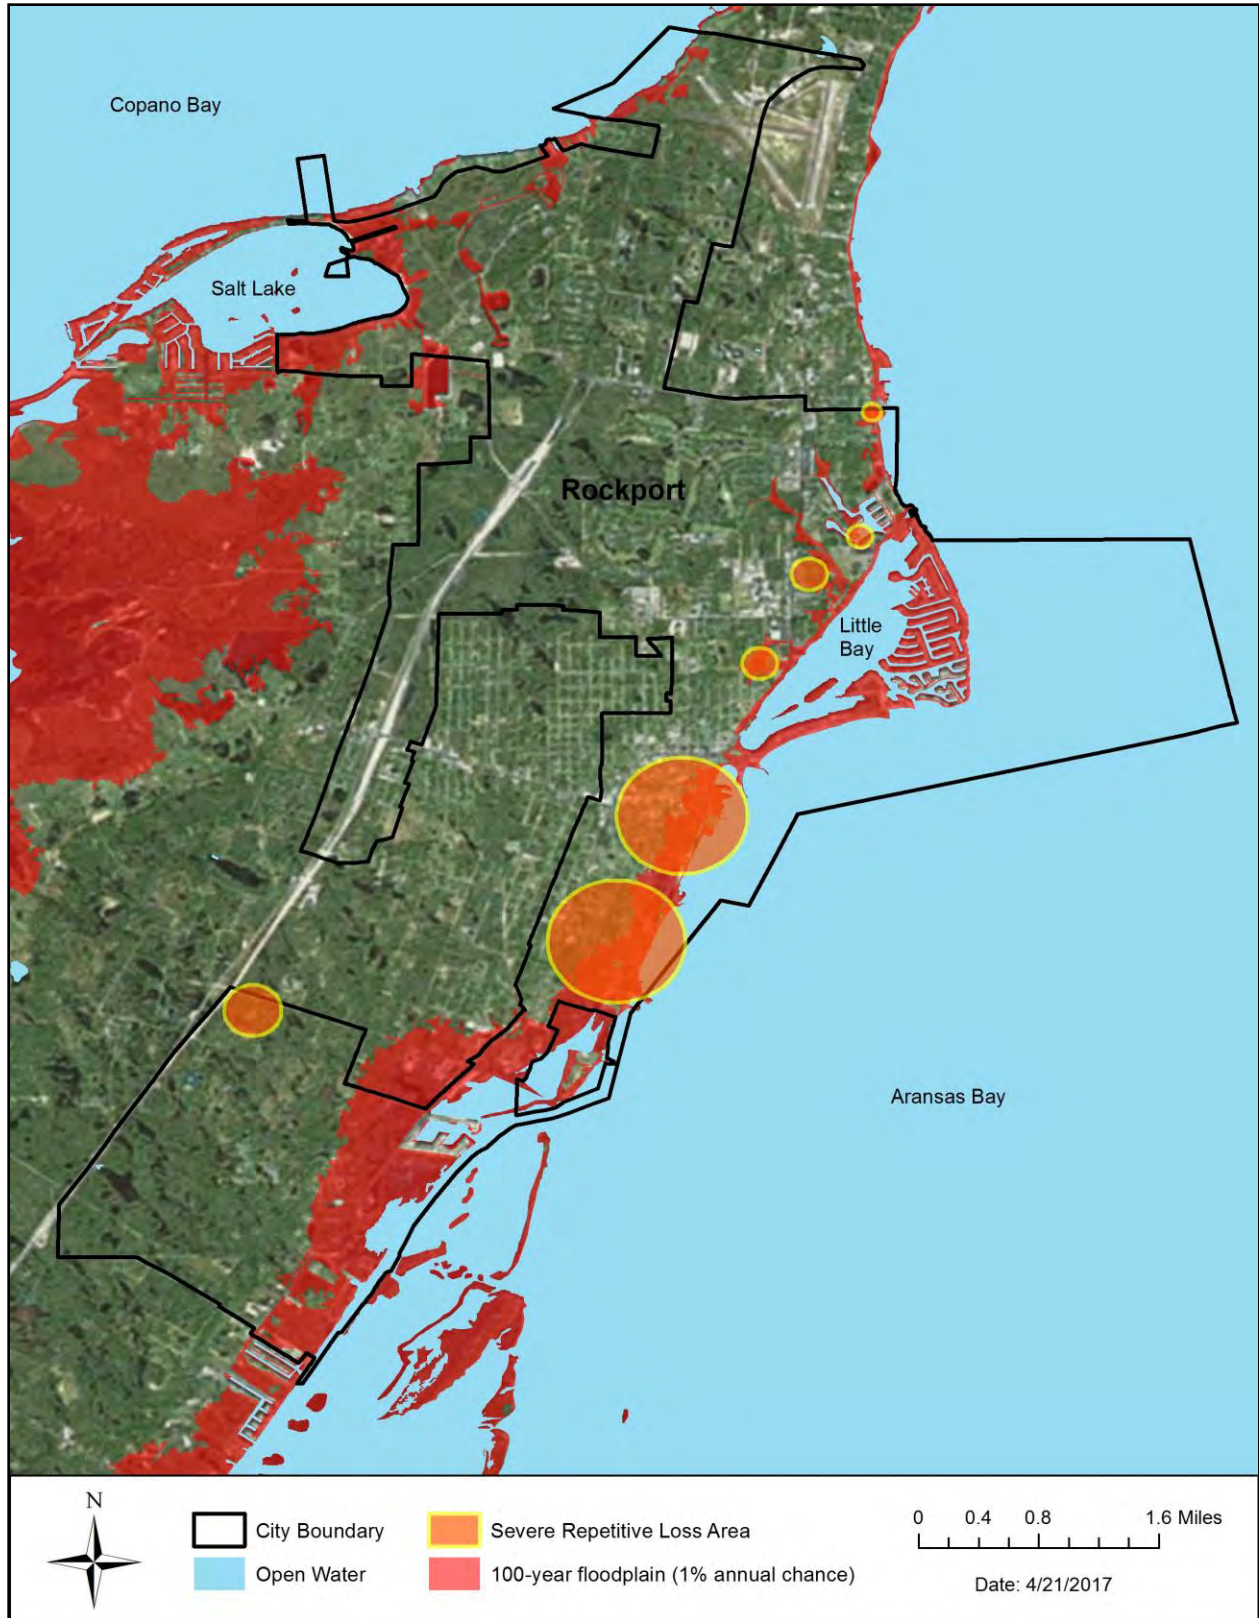 Copano Bay
Salt Lake
Rockport
Little
Bay
Aransas Bay
N
City Boundary
Open Water
Severe Repetitive Loss Area
100-year floodplain (1% annual chance)
0 0.4 0.8 1.6 Miles
Date: 4/21/2017